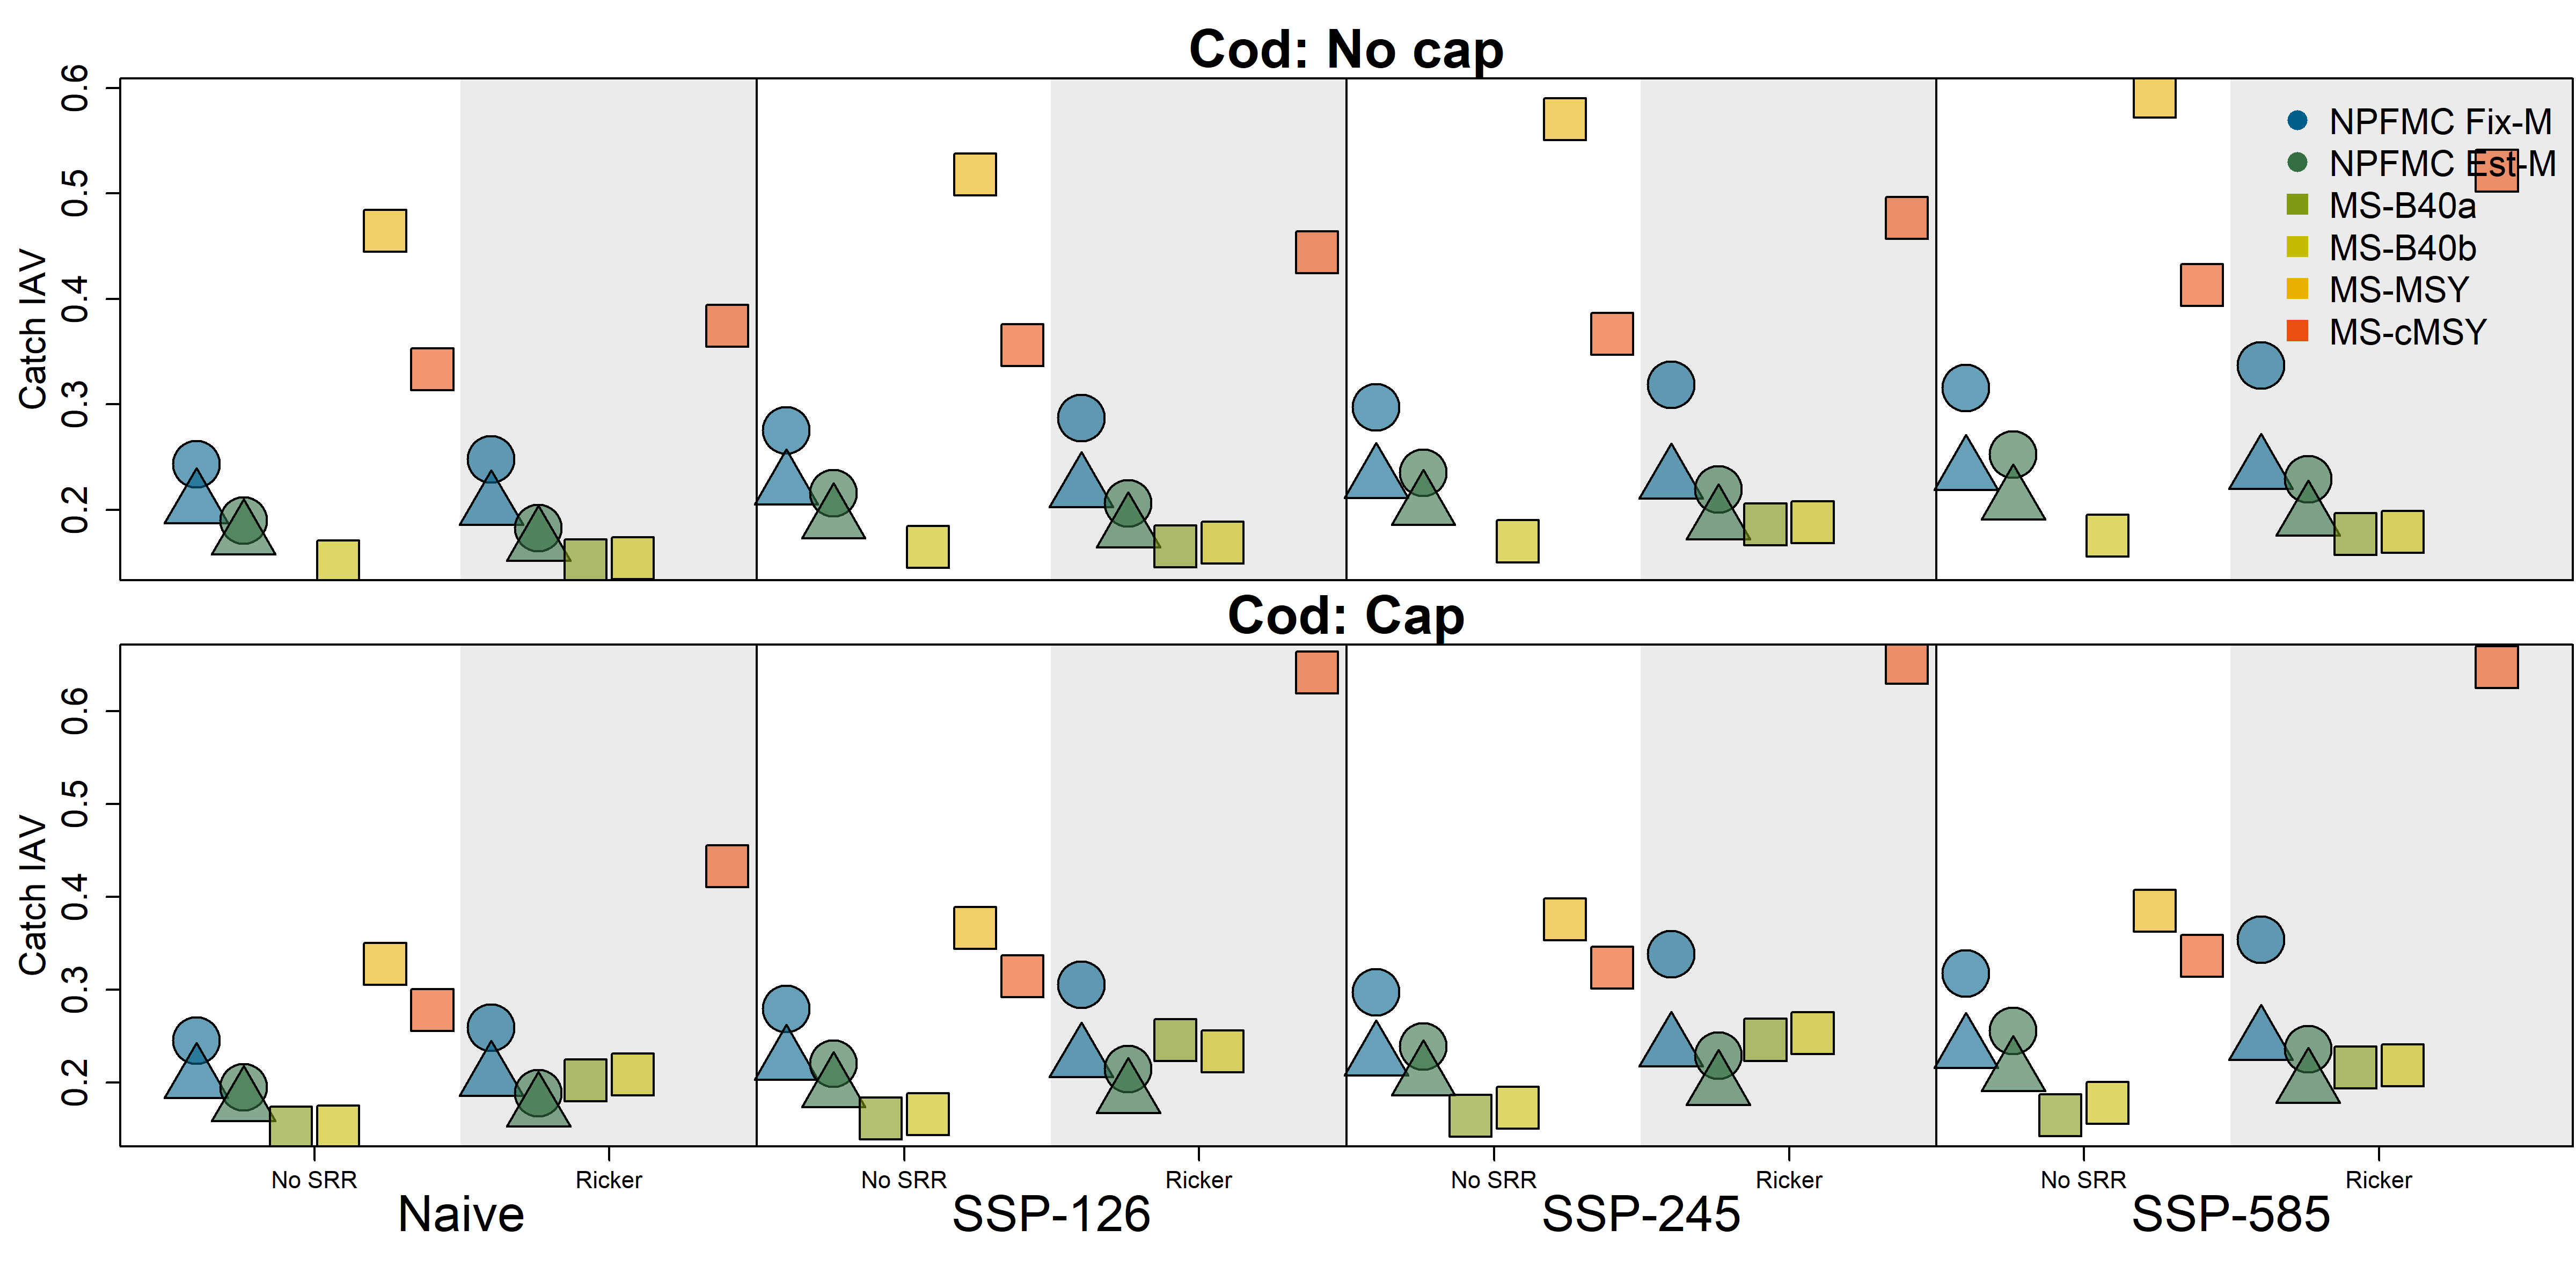 Cod: No cap
Catch IAV
0.6
0.5
0.4
0.3
0.2
NPFMC Fix-M
NPFMC Est-M
MS-B40a
MS-B40b
MS-MSY
MS-cMSY
Cod: Cap
Catch IAV
0.6
0.5
0.4
0.3
0.2
No SRR Ricker No SRR Ricker No SRR Ricker No SRR Ricker
Naive SSP-126 SSP-245 SSP-585